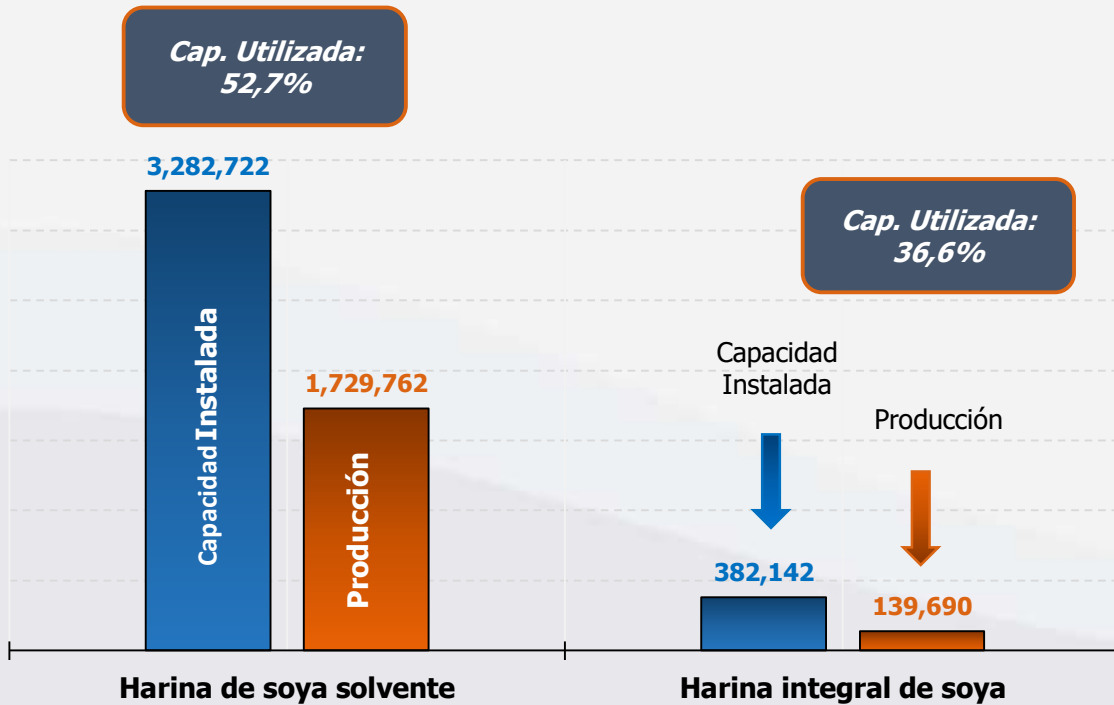 Cap. Utilizada:
52,7%
3,282,722
Capacidad Instalada
1,729,762
Producción
Harina de soya solvente
Cap. Utilizada:
36,6%
Capacidad
Instalada
Producción
382,142
139,690
Harina integral de soya